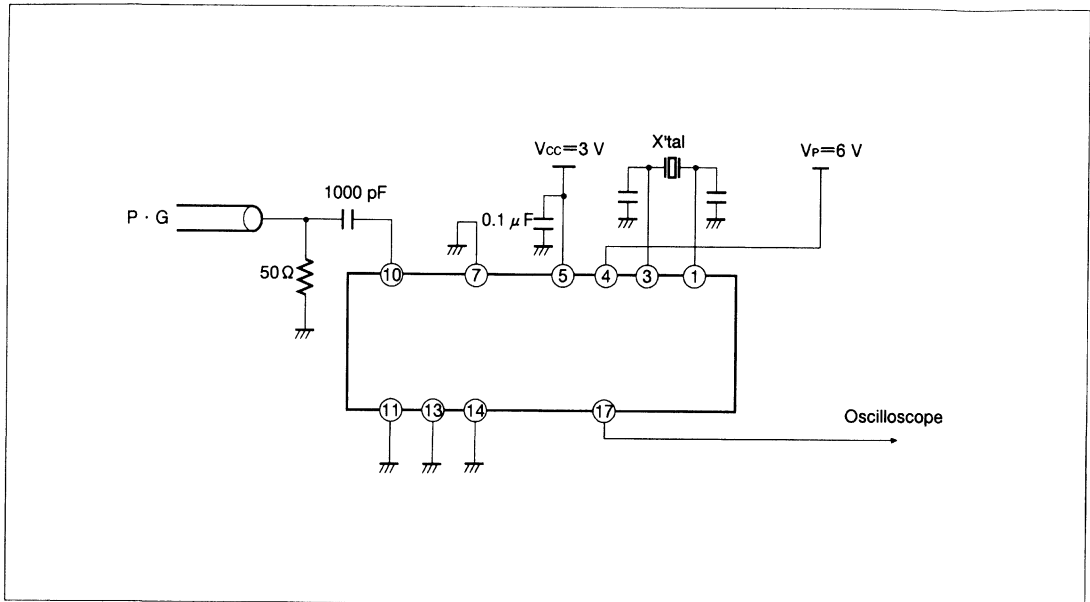 X'tal
Vcc=3 V
VP=6 V
1000 pF
P · G
0.1 μF
50Ω
10
7
5
4
3
1
11
13
14
17
Oscilloscope